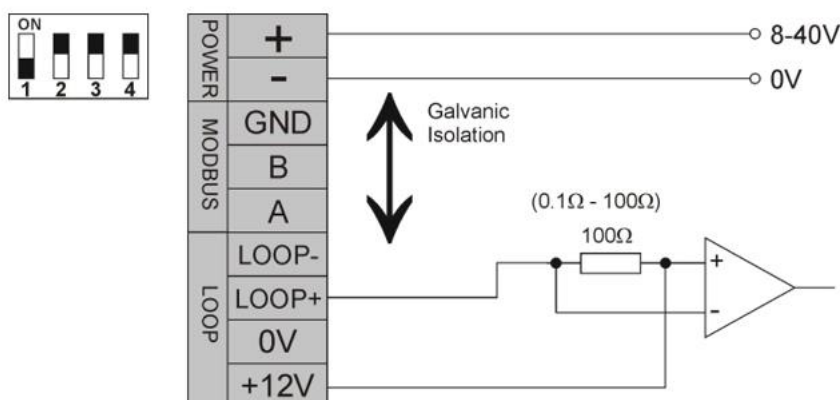 ON
1 2 3 4
POWER
+
-
MODBUS
GND
B
A
LOOP
LOOP-
LOOP+
0V
+12V
8-40V
0V
Galvanic
Isolation
(0.1Ω - 100Ω)
100Ω
+
-